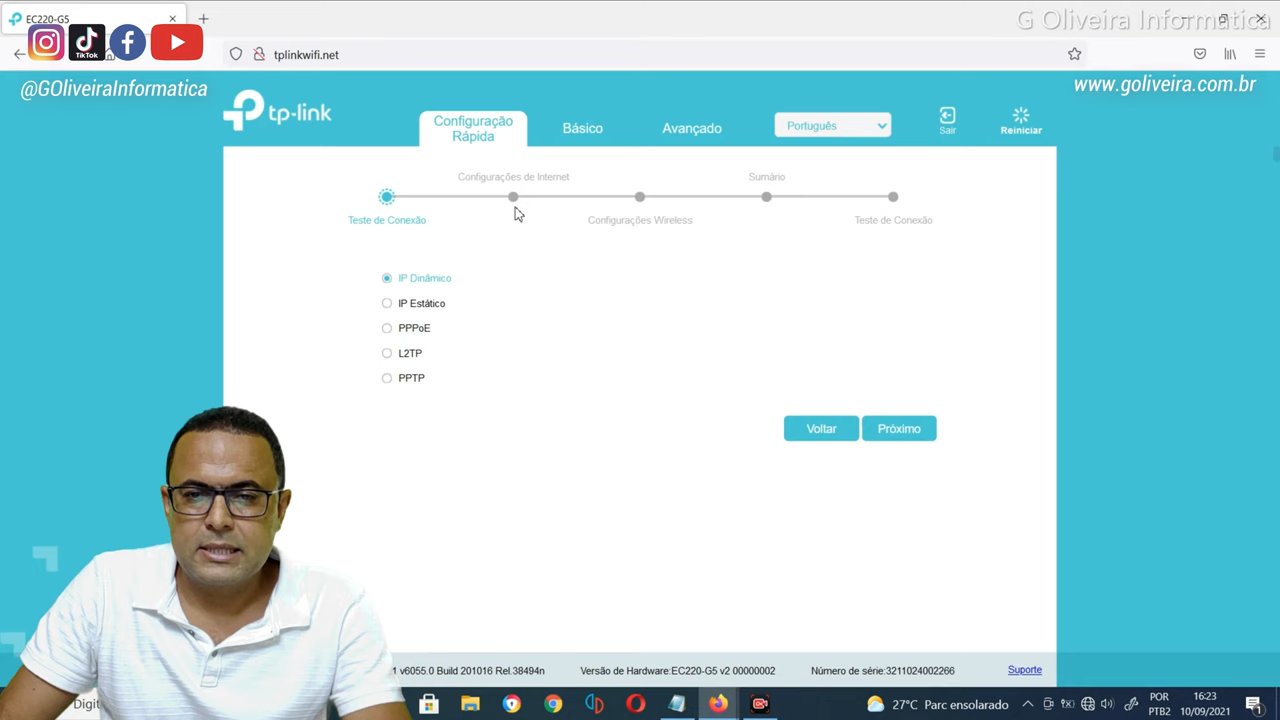 EC220-G5
G Oliveira Informatica
TikTok
tplinkwifi.net
@GOliveiraInformatica
www.goliveira.com.br
tp-link
Configuração
Rápida
Básico
Avançado
Português
Sair
Reiniciar
Configurações de Internet
Sumário
Teste de Conexão
Configurações Wireless
Teste de Conexão
IP Dinâmico
IP Estático
PPPoE
L2TP
PPTP
Voltar
Próximo
1 v6055.0 Build 201016 Rel.38494n
Versão de Hardware:EC220-G5 v2 00000002
Número de série:3211024002266
Suporte
Digit
27°C Parc ensolarado
POR
PTB2
16:23
10/09/2021
1